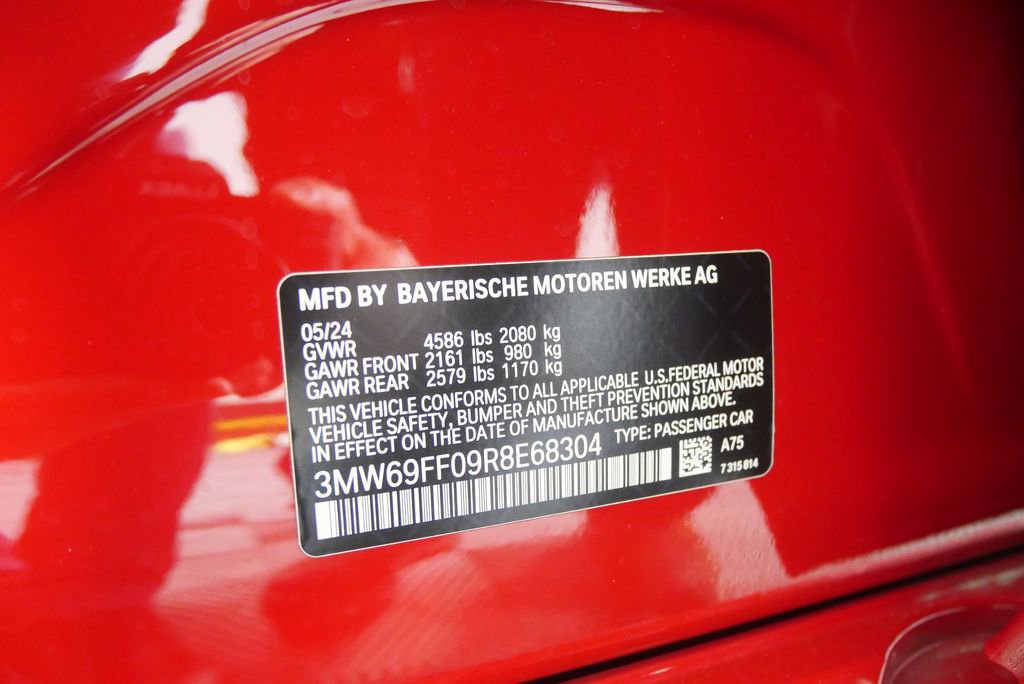 MFD BY BAYERISCHE MOTOREN WERKE AG
05/24
GVWR 4586 lbs 2080 kg
GAWR FRONT 2161 lbs 980 kg
GAWR REAR 2579 lbs 1170 kg
THIS VEHICLE CONFORMS TO ALL APPLICABLE U.S.FEDERAL MOTOR
VEHICLE SAFETY, BUMPER AND THEFT PREVENTION STANDARDS
IN EFFECT ON THE DATE OF MANUFACTURE SHOWN ABOVE.
3MW69FF09R8E68304 TYPE: PASSENGER CAR
A75
7 315 814